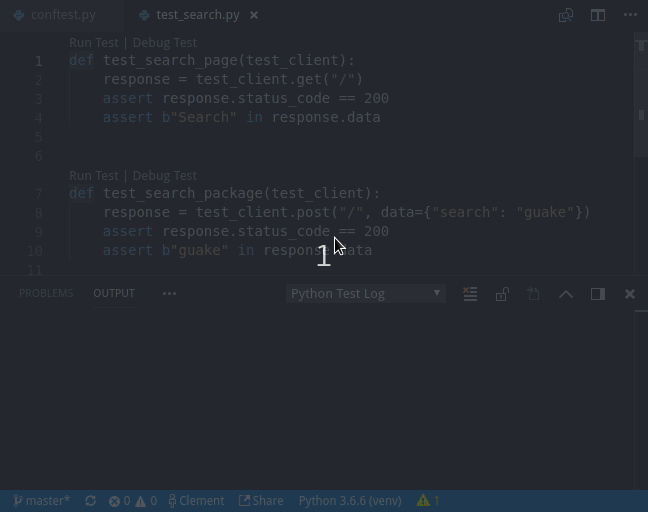 conftest.py test_search.py
Run Test | Debug Test
1 def test_search_page(test_client):
2 response = test_client.get("/")
3 assert response.status_code == 200
4 assert b"Search" in response.data
5
6
Run Test | Debug Test
7 def test_search_package(test_client):
8 response = test_client.post("/", data={"search": "guake"})
9 assert response.status_code == 200
10 assert b"guake" in response.data
11
1
PROBLEMS OUTPUT ••• Python Test Log
master* 0 0 Clement Share Python 3.6.6 (venv) 1